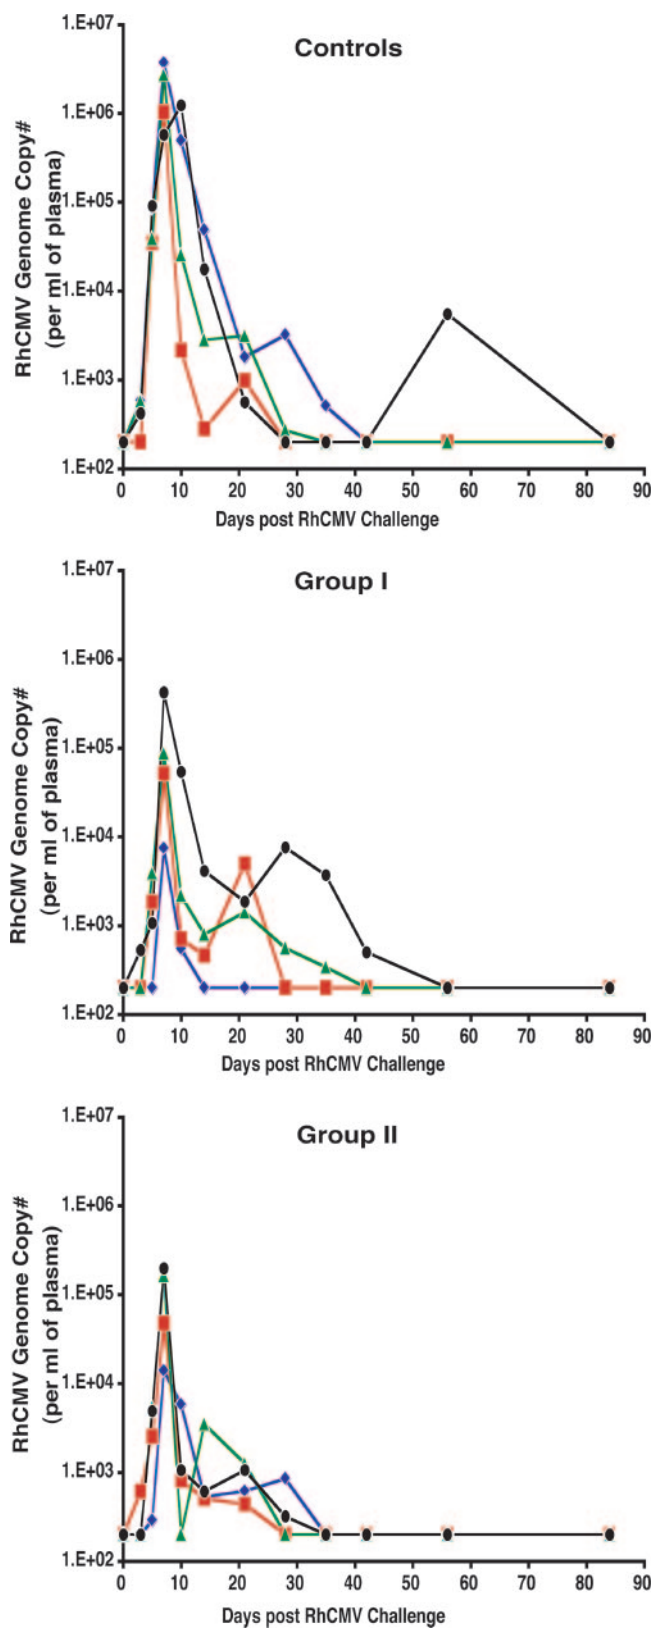 Controls
RhCMV Genome Copy#
(per ml of plasma)
1.E+07
1.E+06
1.E+05
1.E+04
1.E+03
1.E+02
0 10 20 30 40 50 60 70 80 90
Days post RhCMV Challenge
Group I
RhCMV Genome Copy#
(per ml of plasma)
1.E+07
1.E+06
1.E+05
1.E+04
1.E+03
1.E+02
0 10 20 30 40 50 60 70 80 90
Days post RhCMV Challenge
Group II
RhCMV Genome Copy#
(per ml of plasma)
1.E+07
1.E+06
1.E+05
1.E+04
1.E+03
1.E+02
0 10 20 30 40 50 60 70 80 90
Days post RhCMV Challenge